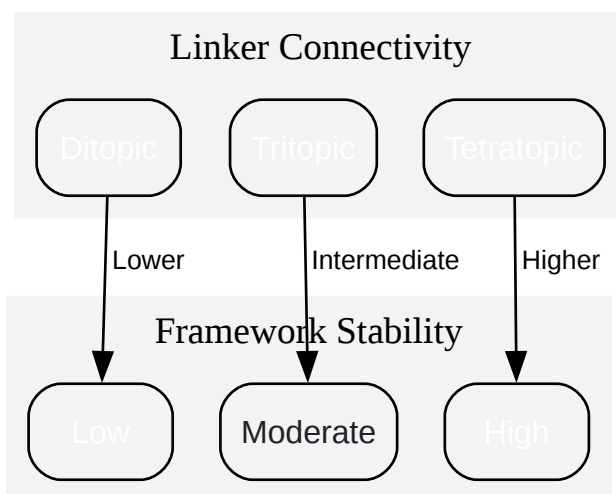 Linker Connectivity
Ditopic
Tritopic
Tetratopic
Lower
Intermediate
Higher
Framework Stability
Low
Moderate
High